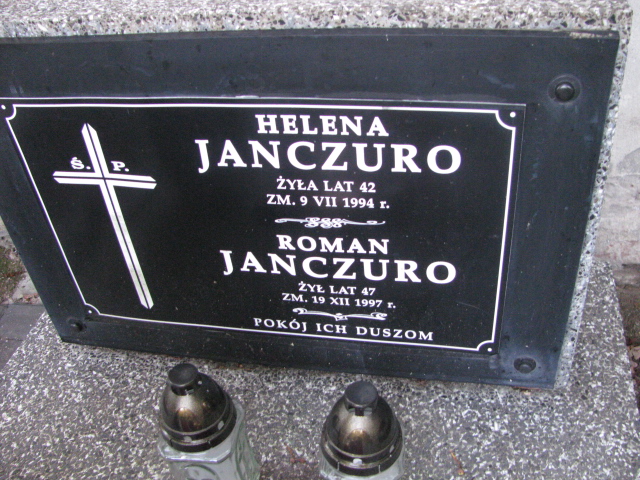 Ś. P.
HELENA
JANCZURO
ŻYŁA LAT 42
ZM. 9 VII 1994 r.
ROMAN
JANCZURO
ŻYŁ LAT 47
ZM. 19 XII 1997 r.
POKÓJ ICH DUSZOM